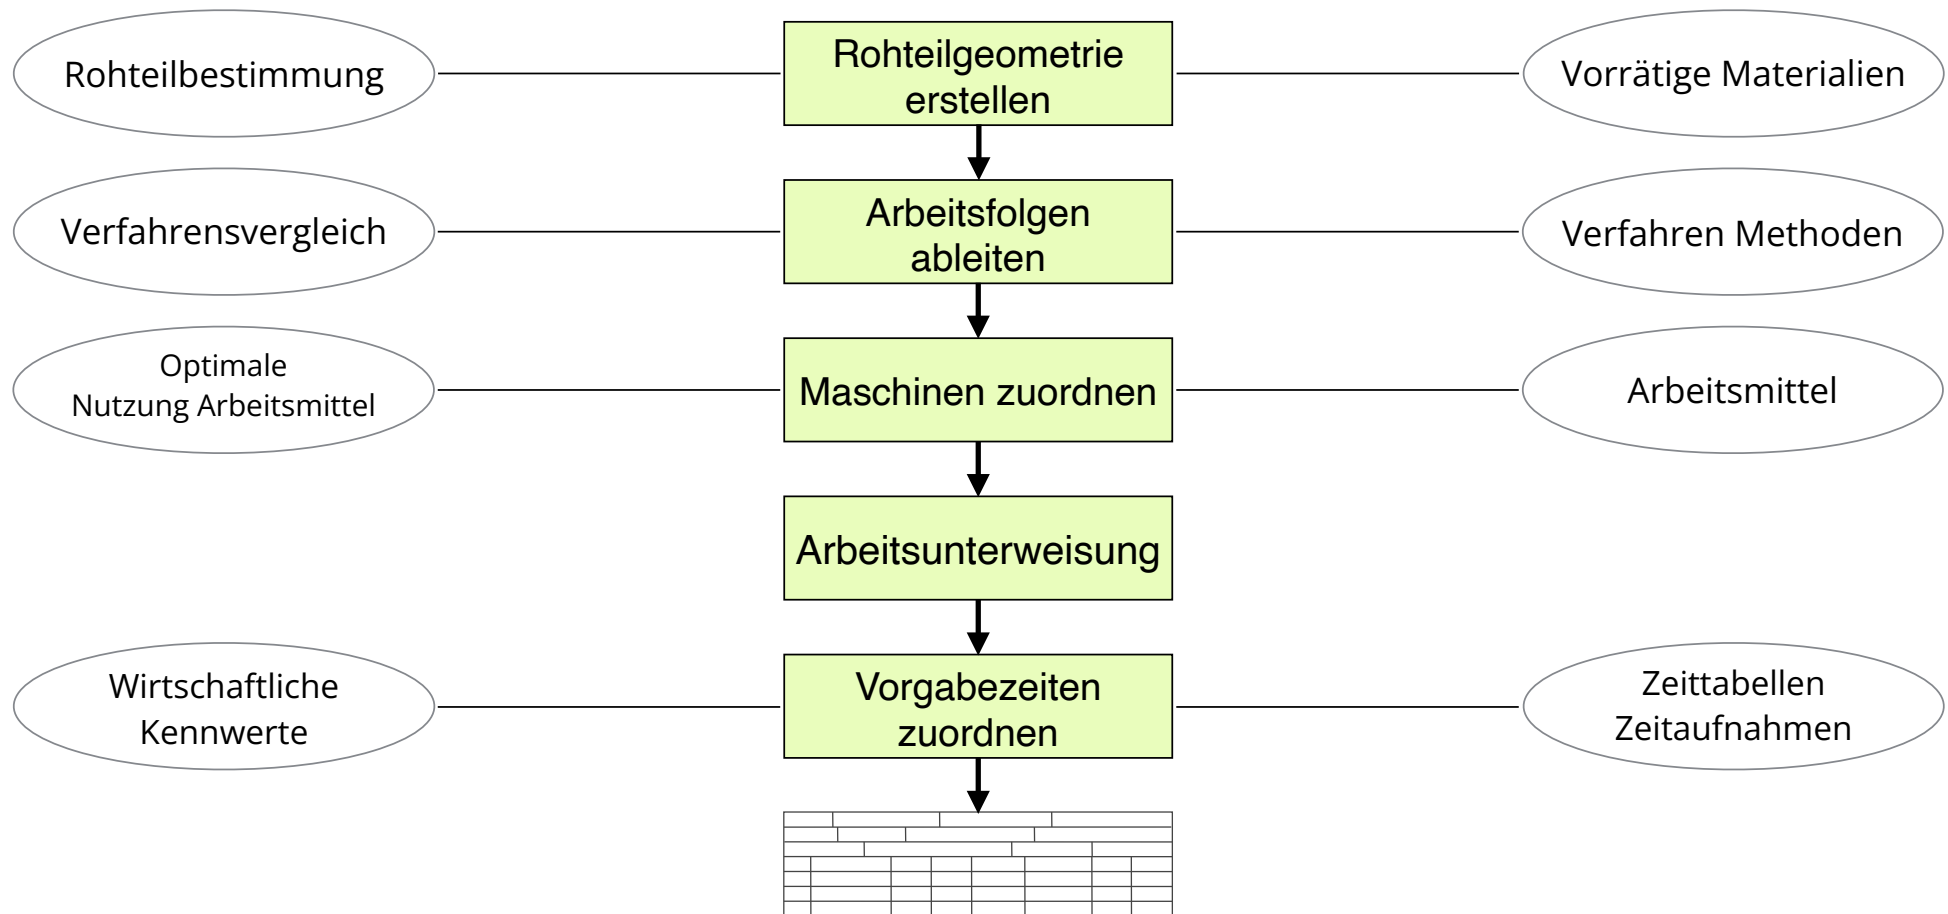 Rohteilbestimmung
Rohteilgeometrie
erstellen
Vorrätige Materialien
Verfahrensvergleich
Arbeitsfolgen
ableiten
Verfahren Methoden
Optimale
Nutzung Arbeitsmittel
Maschinen zuordnen
Arbeitsmittel
Arbeitsunterweisung
Wirtschaftliche
Kennwerte
Vorgabezeiten
zuordnen
Zeittabellen
Zeitaufnahmen